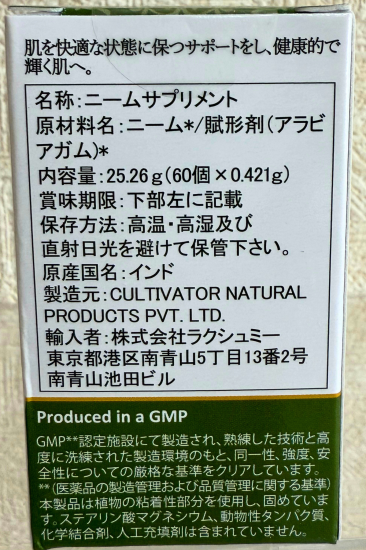 肌を快適な状態に保つサポートをし、健康的で
輝く肌へ。
名称：ニームサプリメント
原材料名：ニーム*/賦形剤（アラビ
アガム）*
内容量：25.26g（60個×0.421g）
賞味期限：下部左に記載
保存方法：高温・高湿及び
直射日光を避けて保管下さい。
原産国名：インド
製造元：CULTIVATOR NATURAL
PRODUCTS PVT. LTD.
輸入者：株式会社ラクシュミー
東京都港区南青山5丁目13番2号
南青山池田ビル
Produced in a GMP
GMP**認定施設にて製造され、熟練した技術と高
度に洗練された製造環境のもと、同一性、強度、安
全性についての厳格な基準をクリアしています。
**（医薬品の製造管理および品質管理に関する基準）
本製品は植物の粘着性部分を使用し、固めていま
す。ステアリン酸マグネシウム、動物性タンパク質、
化学結合剤、人工充填剤は含まれていません。